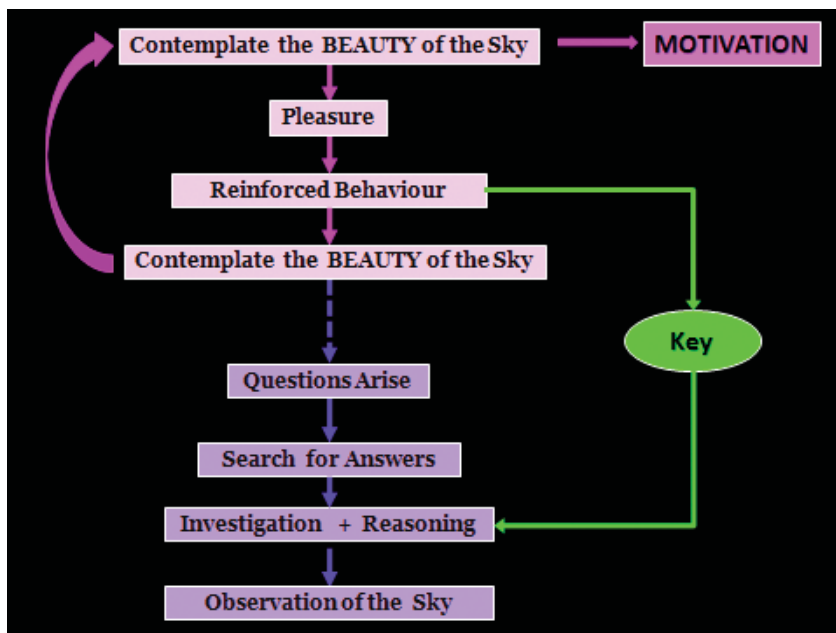 Contemplate the BEAUTY of the Sky
MOTIVATION
Pleasure
Reinforced Behaviour
Contemplate the BEAUTY of the Sky
Key
Questions Arise
Search for Answers
Investigation + Reasoning
Observation of the Sky